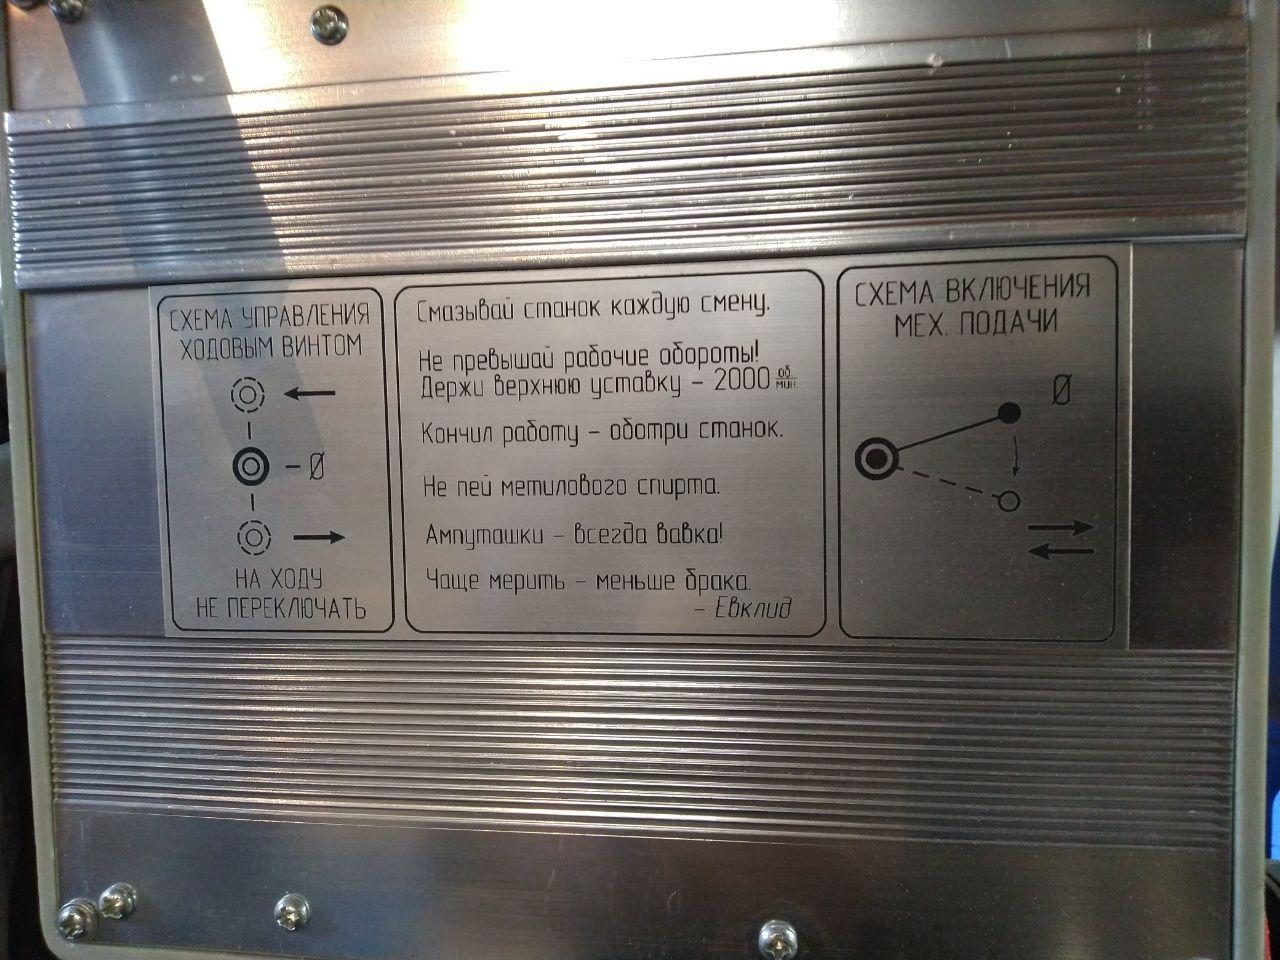 СХЕМА УПРАВЛЕНИЯ
ХОДОВЫМ ВИНТОМ
– Ø
НА ХОДУ
НЕ ПЕРЕКЛЮЧАТЬ
Смазывай станок каждую смену.
Не превышай рабочие обороты!
Держи верхнюю уставку – 2000 об./мин.
Кончил работу – оботри станок.
Не пей метилового спирта.
Ампуташки – всегда вавка!
Чаще мерить – меньше брака.
– Евклид
СХЕМА ВКЛЮЧЕНИЯ
МЕХ. ПОДАЧИ
Ø